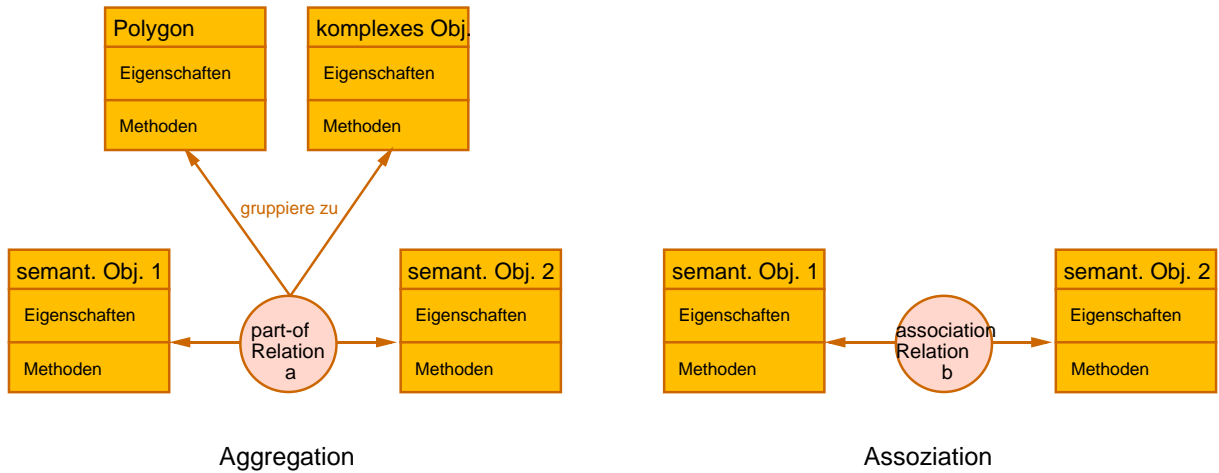 Polygon
Eigenschaften
Methoden
komplexes Obj.
Eigenschaften
Methoden
gruppiere zu
semant. Obj. 1
Eigenschaften
Methoden
part-of
Relation
a
semant. Obj. 2
Eigenschaften
Methoden
Aggregation
semant. Obj. 1
Eigenschaften
Methoden
association
Relation
b
semant. Obj. 2
Eigenschaften
Methoden
Assoziation